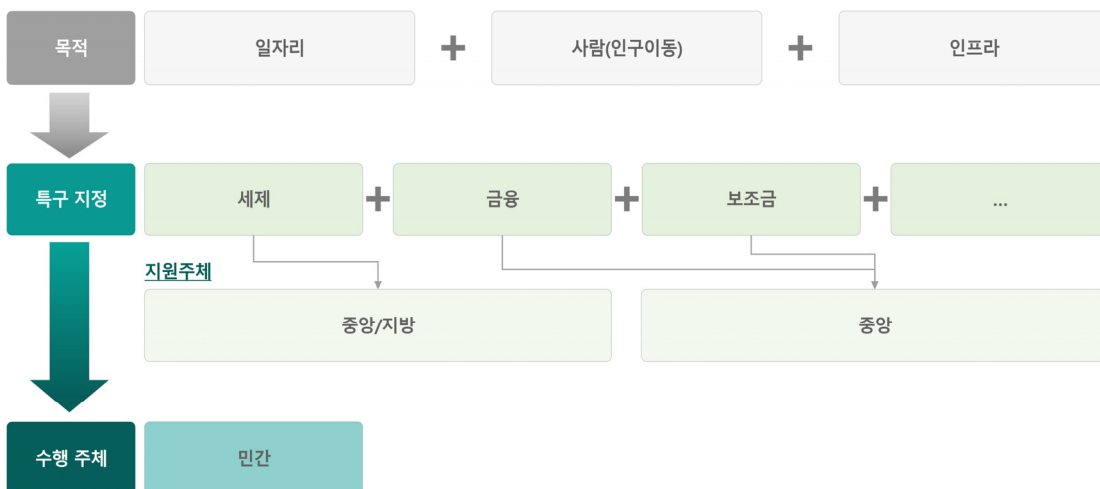 목적
일자리
+
사람(인구이동)
+
인프라
특구 지정
세제
+
금융
+
보조금
+
...
지원주체
중앙/지방
중앙
수행 주체
민간